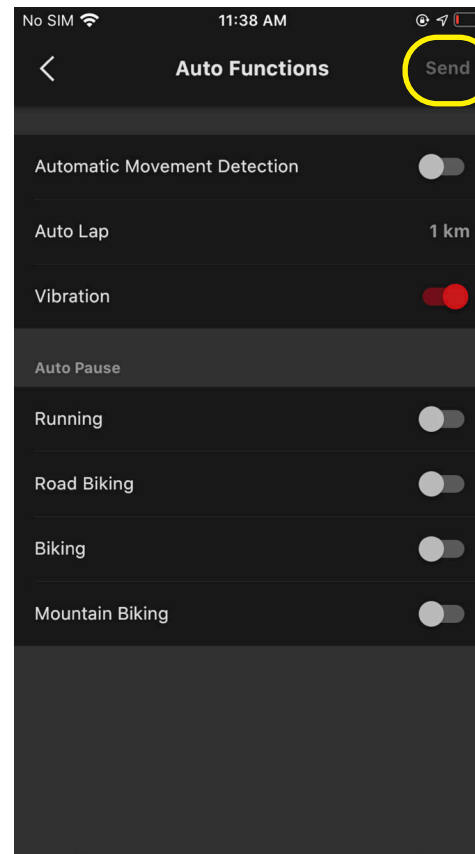 No SIM 11:38 AM
Auto Functions Send
Automatic Movement Detection
Auto Lap 1 km
Vibration
Auto Pause
Running
Road Biking
Biking
Mountain Biking